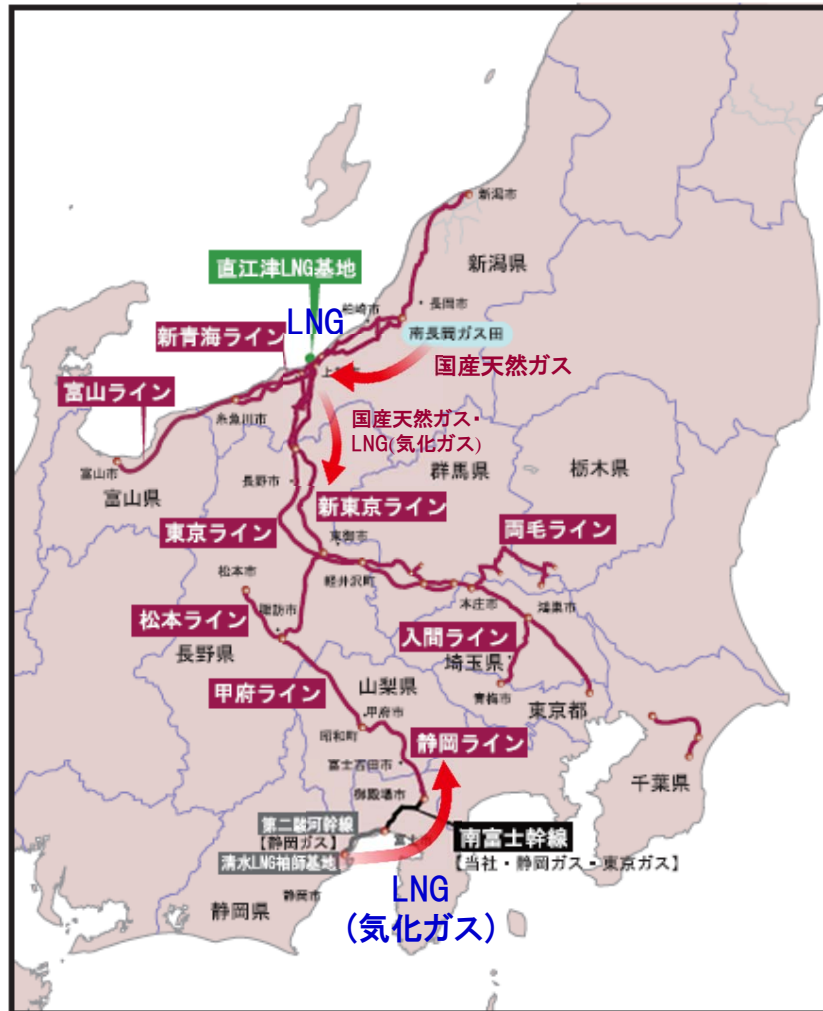 新潟市
新潟県
直江津LNG基地
柏崎市
長岡市
LNG
新青海ライン
南長岡ガス田
国産天然ガス
富山ライン
糸魚川市
国産天然ガス・
LNG(気化ガス)
富山市
富山県
長野市
群馬県
栃木県
新東京ライン
東京ライン
東御市
両毛ライン
松本市
軽井沢町
本庄市
鴻巣市
諏訪市
松本ライン
長野県
入間ライン
埼玉県
甲府ライン
山梨県
青梅市
東京都
甲府市
昭和町
静岡ライン
富士吉田市
千葉県
御殿場市
第二駿河幹線
【静岡ガス】
富士市
南富士幹線
【当社・静岡ガス・東京ガス】
清水LNG袖師基地
静岡市
静岡県
LNG
(気化ガス)